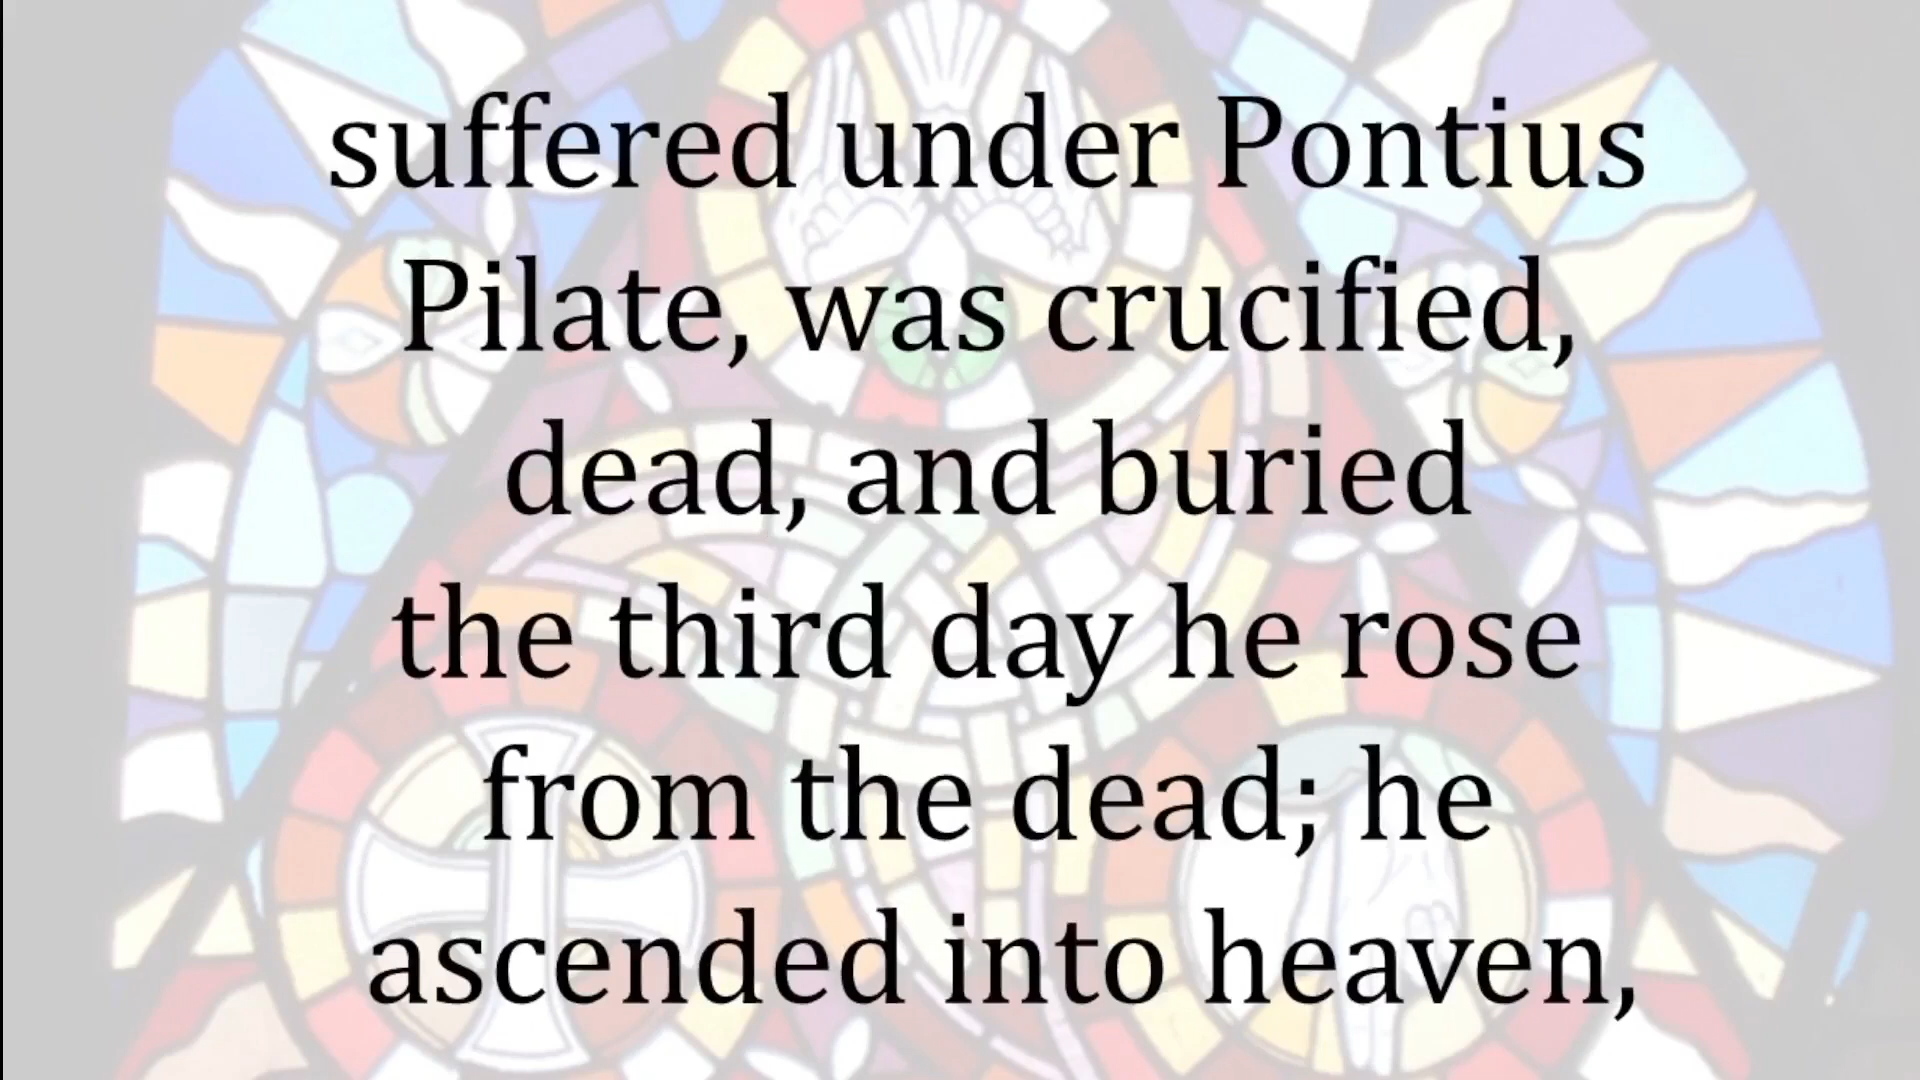 suffered under Pontius
Pilate, was crucified,
dead, and buried
the third day he rose
from the dead; he
ascended into heaven,